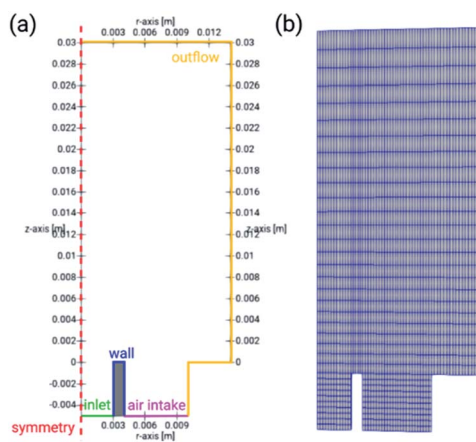 (a)
(b)
r-axis [m]
0.003 0.006 0.009 0.012
0.03 0.03
outflow
0.028 0.028
0.026 0.026
0.024 0.024
0.022 0.022
0.02 0.02
0.018 0.018
0.016 0.016
0.014 0.014
z-axis [m] 0.012 z-axis [m] 0.012
0.01 0.01
0.008 0.008
0.006 0.006
0.004 0.004
0.002 0.002
wall
0 0
-0.002
inlet air intake
-0.004
0.003 0.006 0.009
symmetry
r-axis [m]